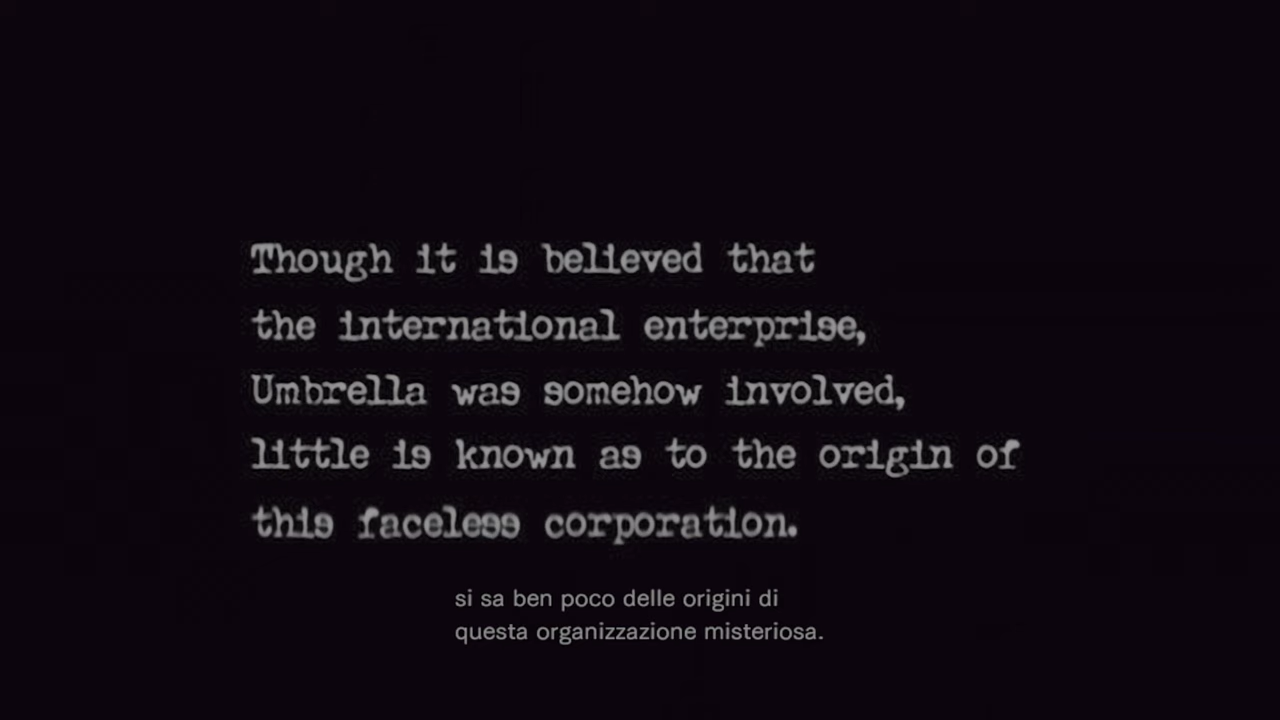 Though it is believed that
the international enterprise,
Umbrella was somehow involved,
little is known as to the origin of
this faceless corporation.
si sa ben poco delle origini di
questa organizzazione misteriosa.